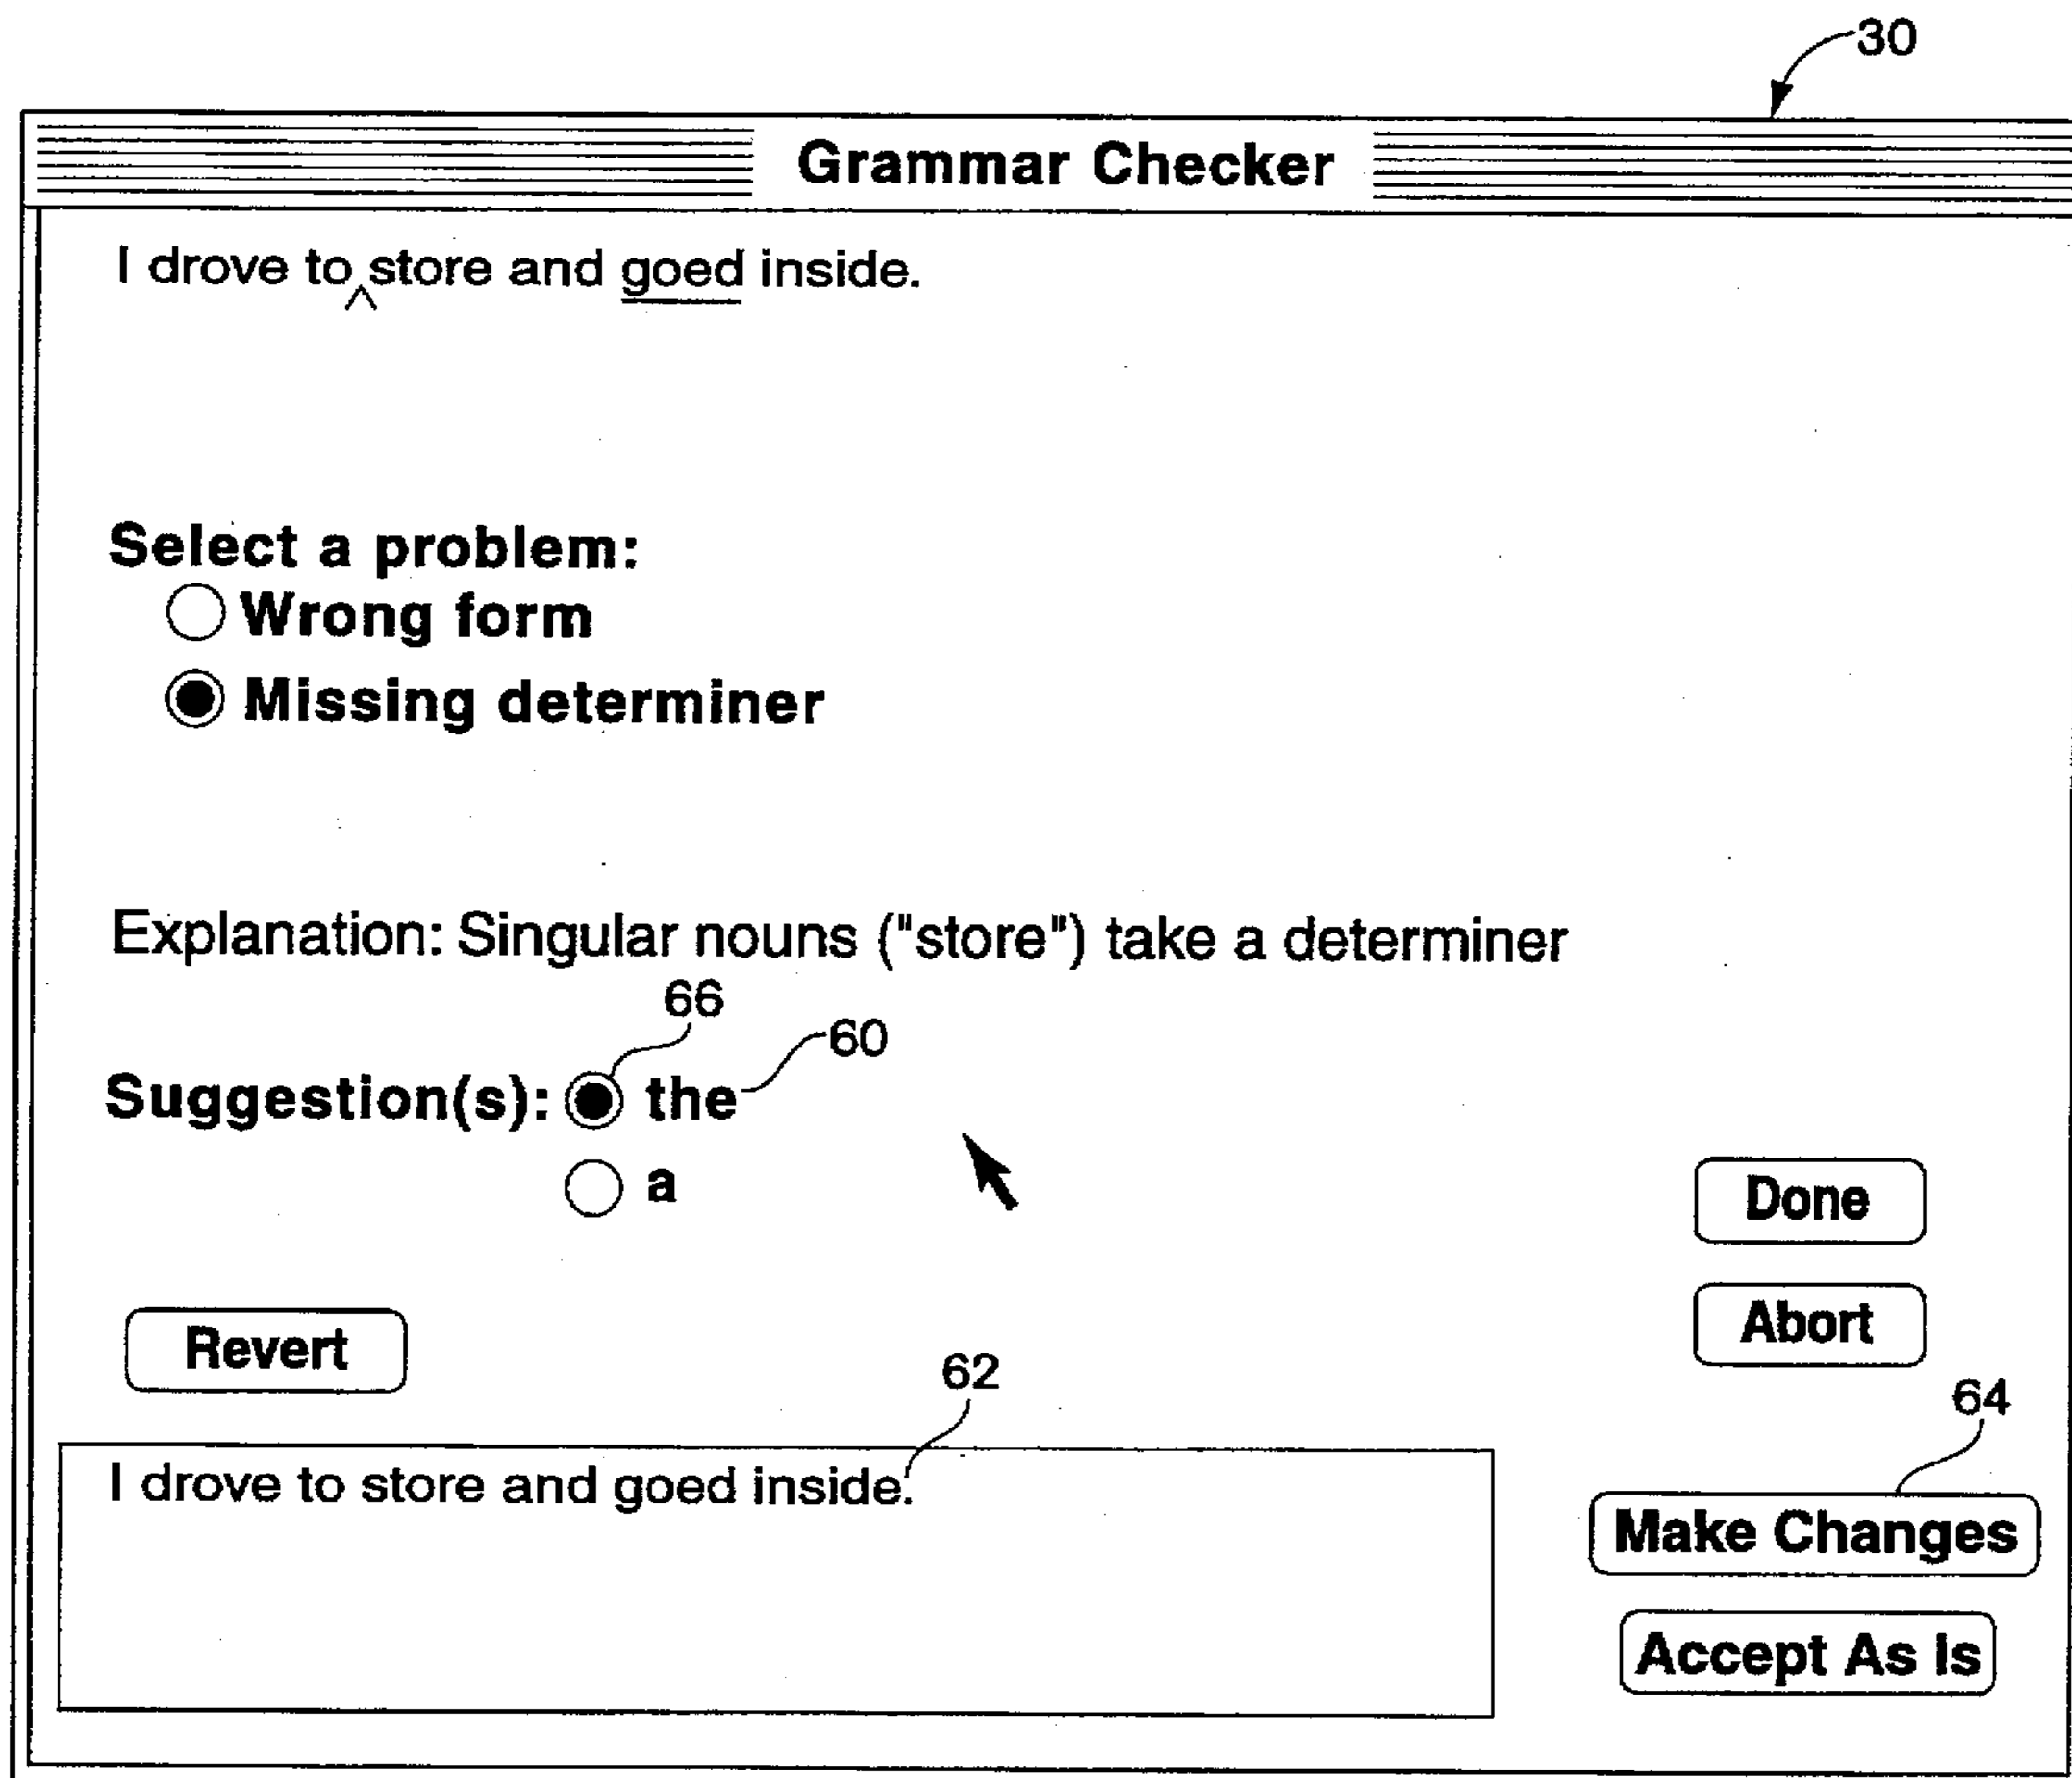 30
Grammar Checker
I drove to store and goed inside.
Select a problem:
Wrong form
Missing determiner
Explanation: Singular nouns ("store") take a determiner
66
60
Suggestion(s): the
a
Done
Abort
Revert
62
64
I drove to store and goed inside.
Make Changes
Accept As Is